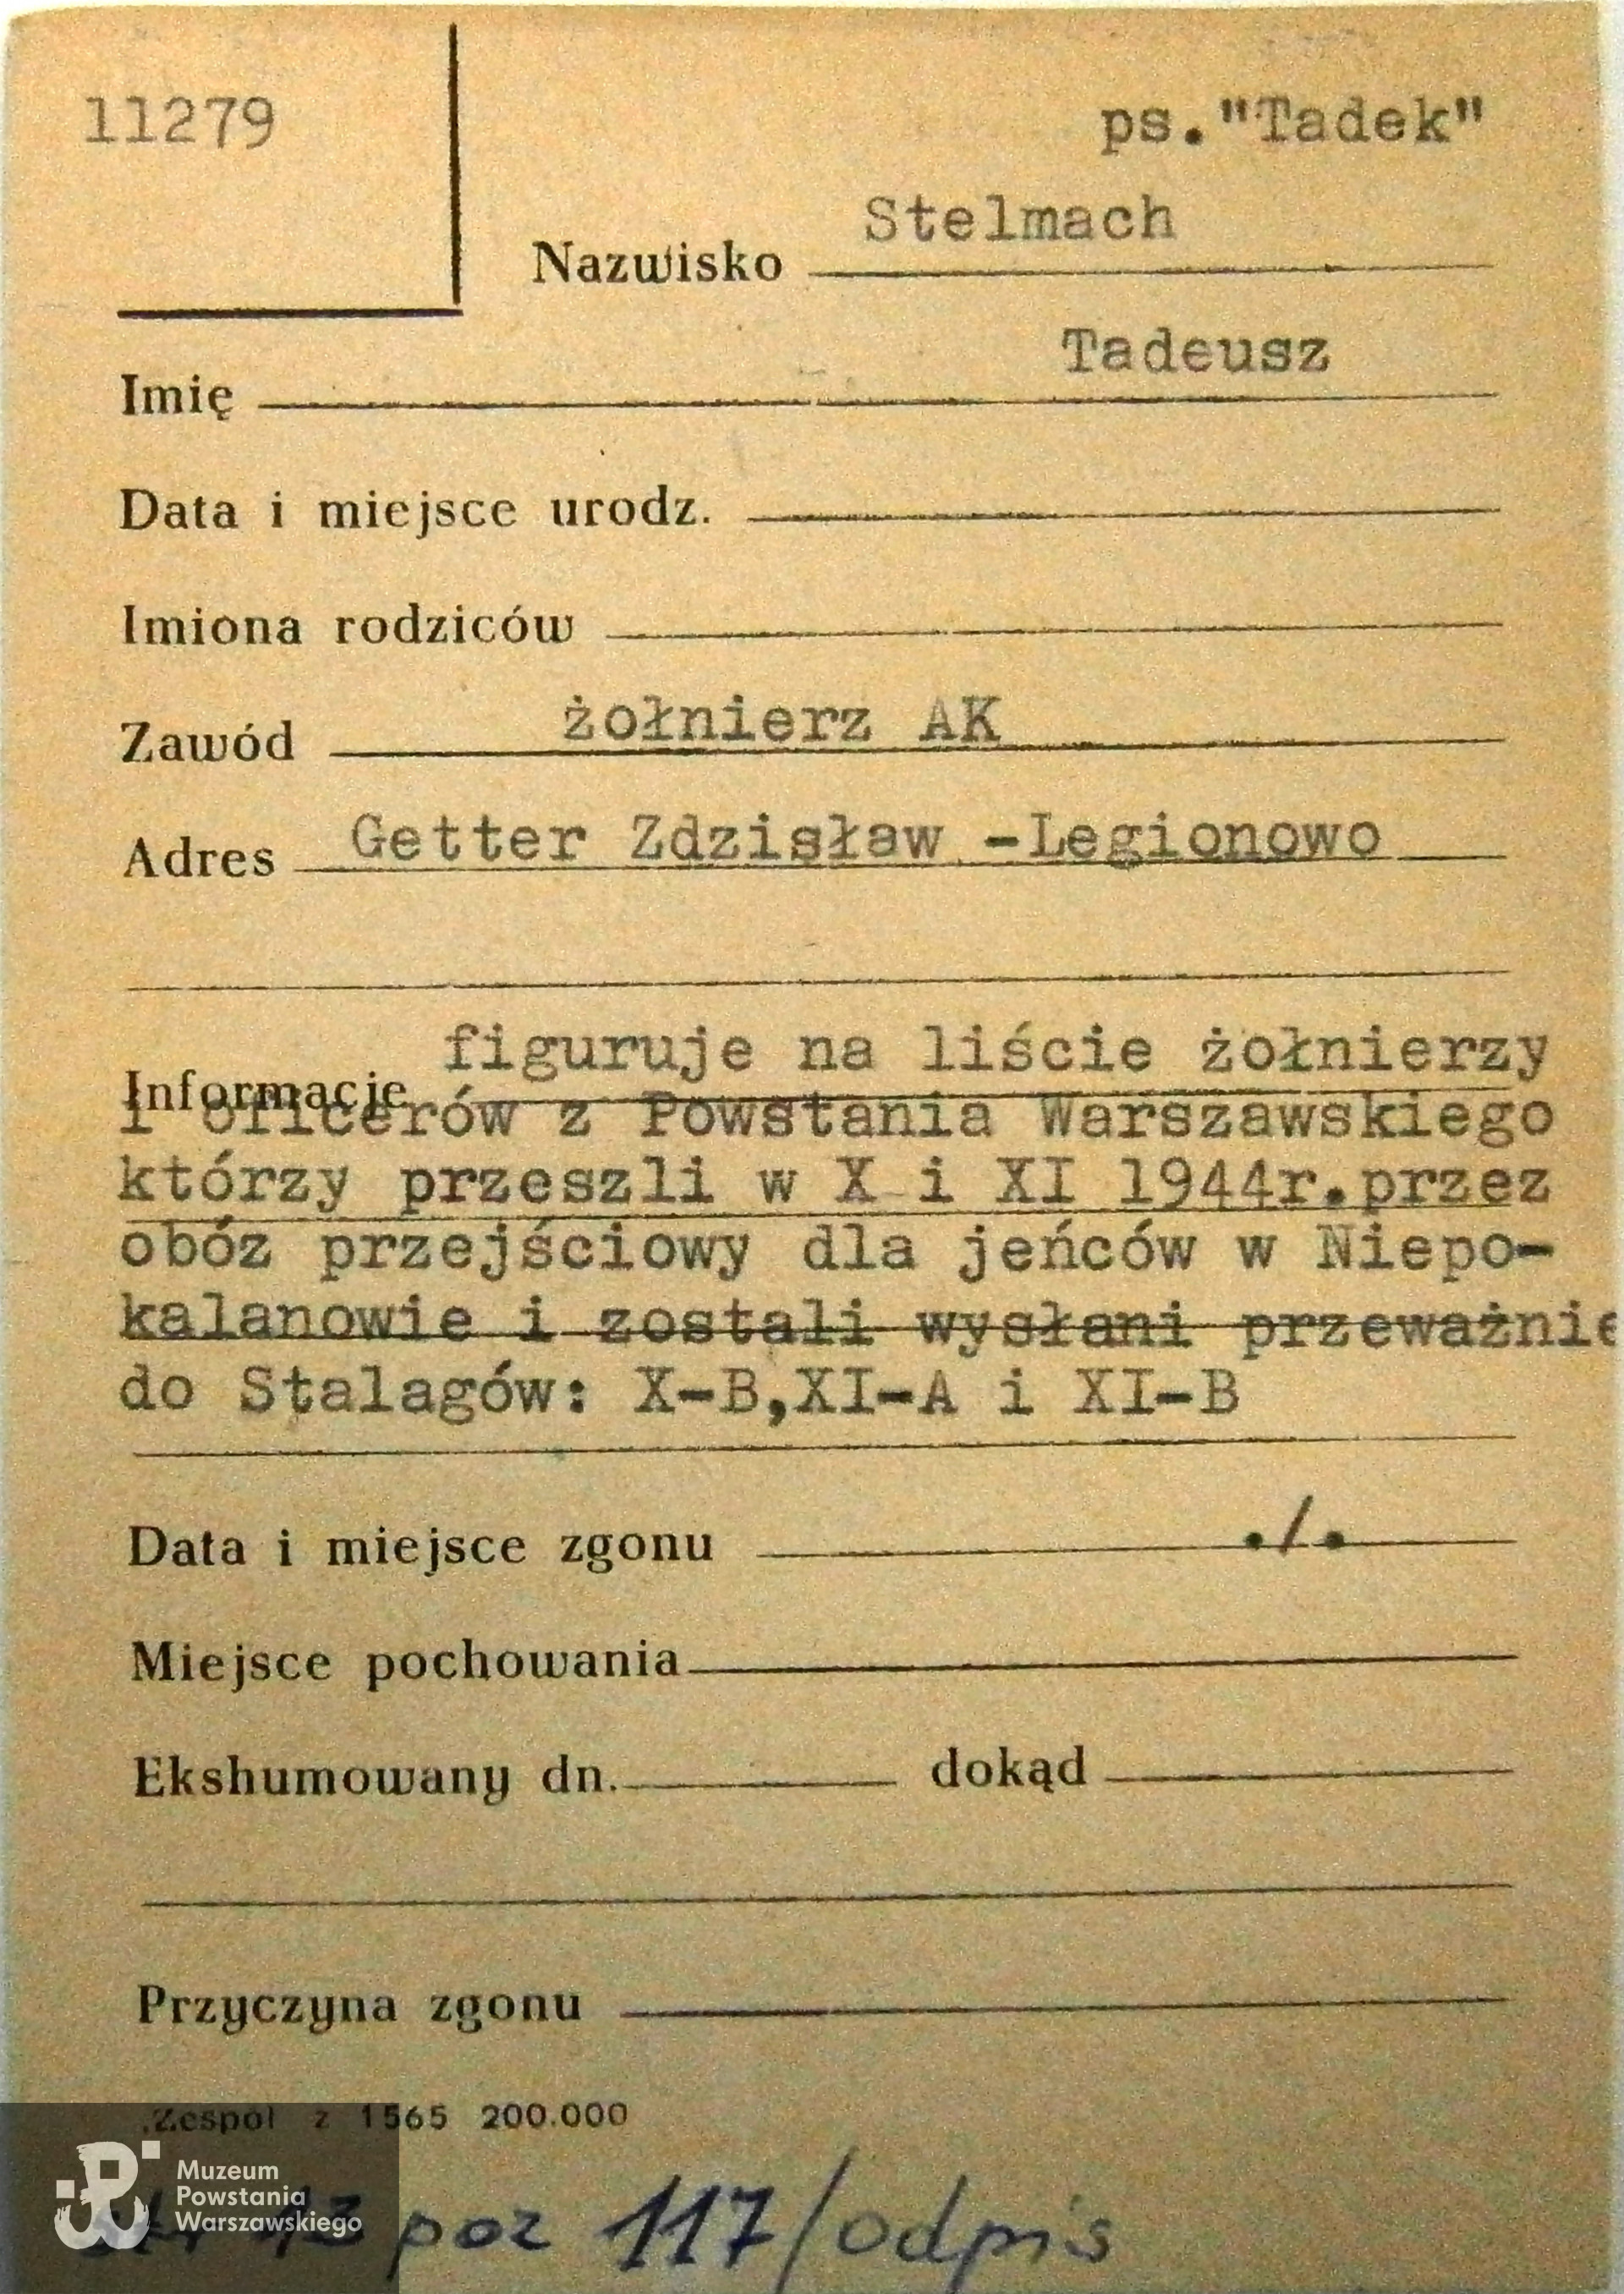 11279
ps."Tadek"
Nazwisko Stelmach
Imię Tadeusz
Data i miejsce urodz.
Imiona rodziców
Zawód żołnierz AK
Adres Getter Zdzisław -Legionowo
Informacje figuruje na liście żołnierzy
i oficerów z Powstania Warszawskiego
którzy przeszli w X i XI 1944r.przez
obóz przejściowy dla jeńców w Niepo-
kalanowie i zostali wysłani przeważnie
do Stalagów: X-B,XI-A i XI-B
Data i miejsce zgonu ./.
Miejsce pochowania
Ekshumowany dn. dokąd
Przyczyna zgonu
„Zespół z 1565 200.000
Muzeum
Powstania
Warszawskiego
poz 117/odpis